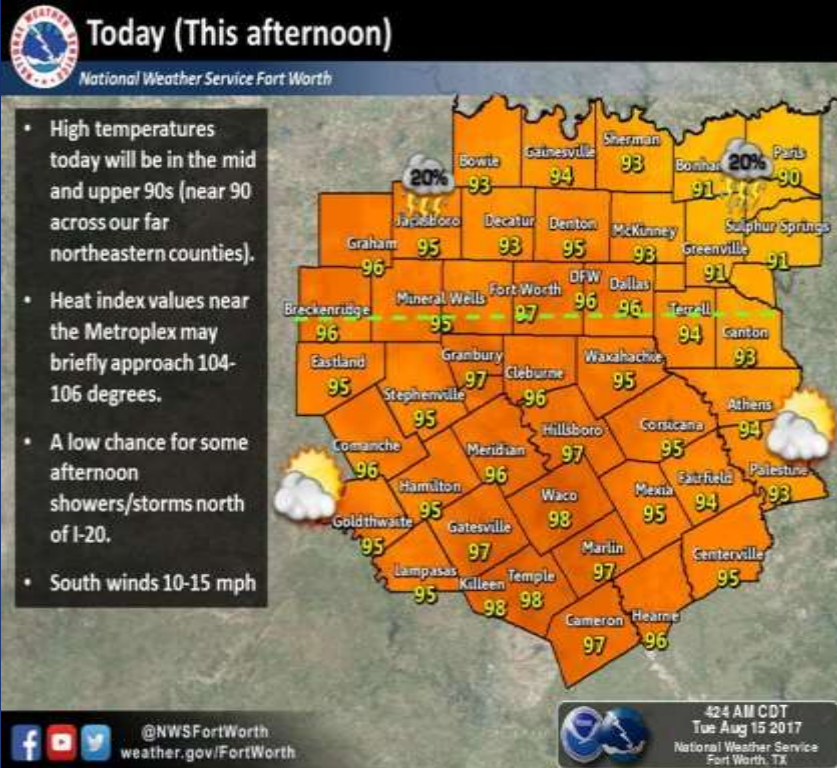 Today (This afternoon)
National Weather Service Fort Worth
• High temperatures
today will be in the mid
and upper 90s (near 90
across our far
northeastern counties).
• Heat index values near
the Metroplex may
briefly approach 104-
106 degrees.
• A low chance for some
afternoon
showers/storms north
of I-20.
• South winds 10-15 mph
Bowie
93
Gainesville
94
Sherman
93
Bonham
91
20%
Paris
90
20%
Jacksboro
95
Decatur
93
Denton
95
McKinney
93
Greenville
91
Sulphur Springs
91
Graham
96
Breckenridge
96
Mineral Wells
95
Fort Worth
97
DFW
96
Dallas
96
Terrell
94
Canton
93
Eastland
95
Stephenville
95
Granbury
97
Cleburne
96
Waxahachie
95
Athens
94
Comanche
96
Meridian
96
Hillsboro
97
Corsicana
95
Palestine
93
Hamilton
95
Waco
98
Mexia
95
Fairfield
94
Goldthwaite
95
Gatesville
97
Marlin
97
Centerville
95
Lampasas
95
Killeen
98
Temple
98
Cameron
97
Hearne
96
@NWSFortWorth
weather.gov/FortWorth
424 AM CDT
Tue Aug 15 2017
National Weather Service
Fort Worth, TX